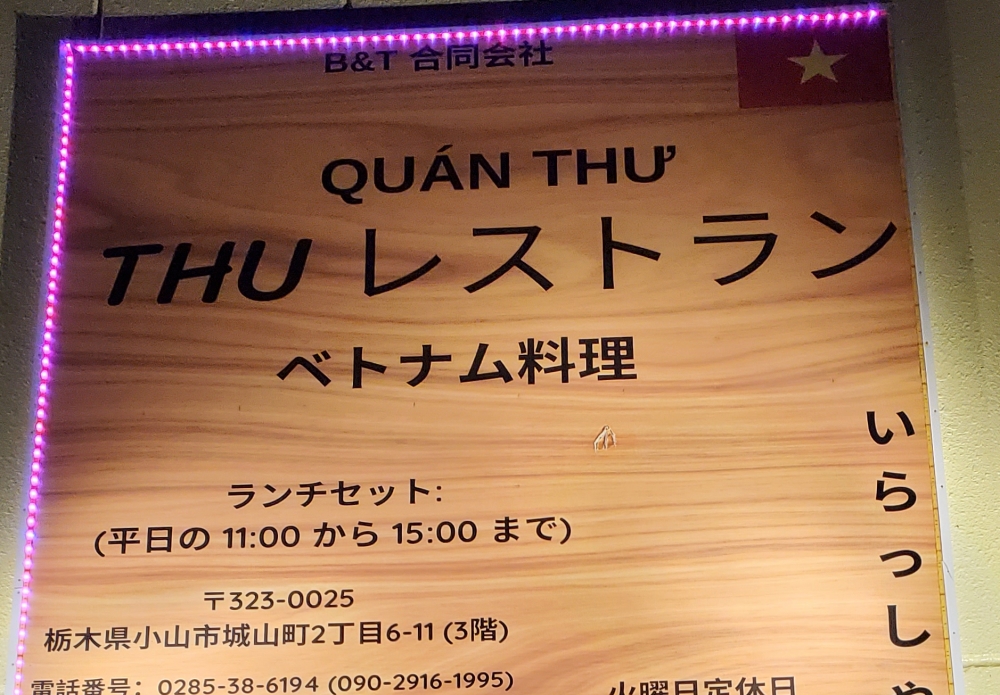 B&T 合同会社
QUÁN THƯ
THU レストラン
ベトナム料理
ランチセット:
(平日の 11:00 から 15:00 まで)
〒323-0025
栃木県小山市城山町2丁目6-11 (3階)
電話番号: 0285-38-6194 (090-2916-1995)
火曜日定休日
いらっしゃ